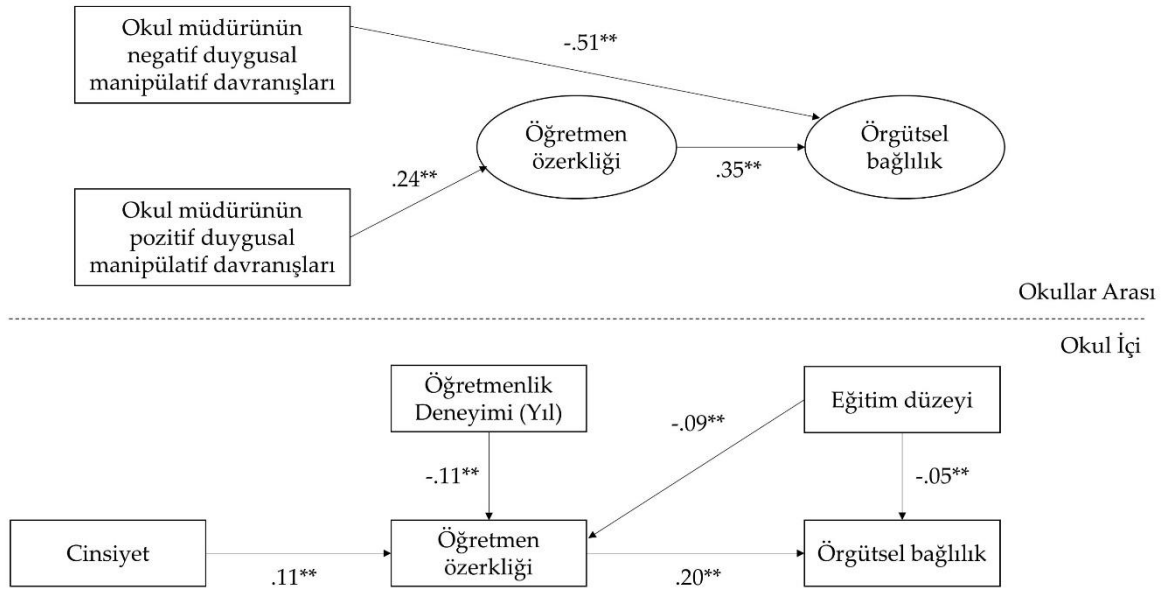 Okul müdürünün
negatif duygusal
manipülatif davranışları
-.51**
Öğretmen
özerkliği
Örgütsel
bağlılık
.35**
.24**
Okul müdürünün
pozitif duygusal
manipülatif davranışları
Okullar Arası
Okul İçi
Öğretmenlik
Deneyimi (Yıl)
Eğitim düzeyi
-.09**
-.11**
-.05**
Cinsiyet
Öğretmen
özerkliği
Örgütsel bağlılık
.11**
.20**